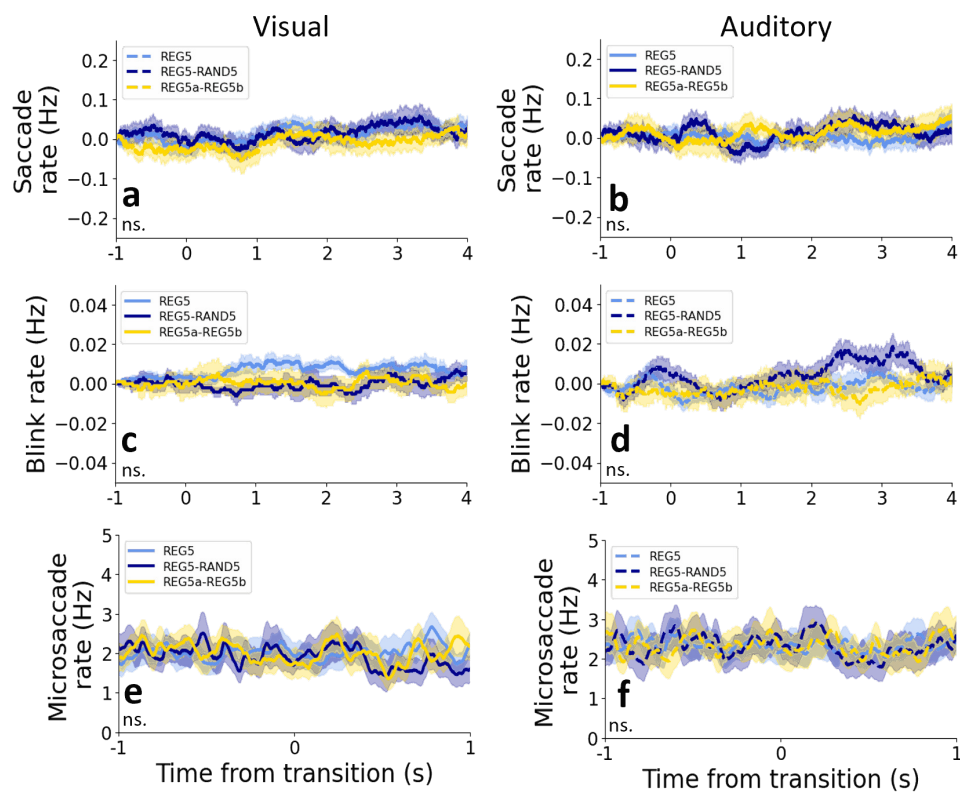 Visual
Auditory
Saccade
rate (Hz)
0.2
0.1
0.0
−0.1
−0.2
REG5
REG5-RAND5
REG5a-REG5b
a
ns.
-1 0 1 2 3 4
Saccade
rate (Hz)
0.2
0.1
0.0
−0.1
−0.2
REG5
REG5-RAND5
REG5a-REG5b
b
ns.
-1 0 1 2 3 4
Blink rate (Hz)
0.04
0.02
0.00
−0.02
−0.04
REG5
REG5-RAND5
REG5a-REG5b
c
ns.
-1 0 1 2 3 4
Blink rate (Hz)
0.04
0.02
0.00
−0.02
−0.04
REG5
REG5-RAND5
REG5a-REG5b
d
ns.
-1 0 1 2 3 4
Microsaccade
rate (Hz)
5
4
3
2
1
0
REG5
REG5-RAND5
REG5a-REG5b
e
ns.
-1 0 1
Time from transition (s)
Microsaccade
rate (Hz)
5
4
3
2
1
0
REG5
REG5-RAND5
REG5a-REG5b
f
ns.
-1 0 1
Time from transition (s)